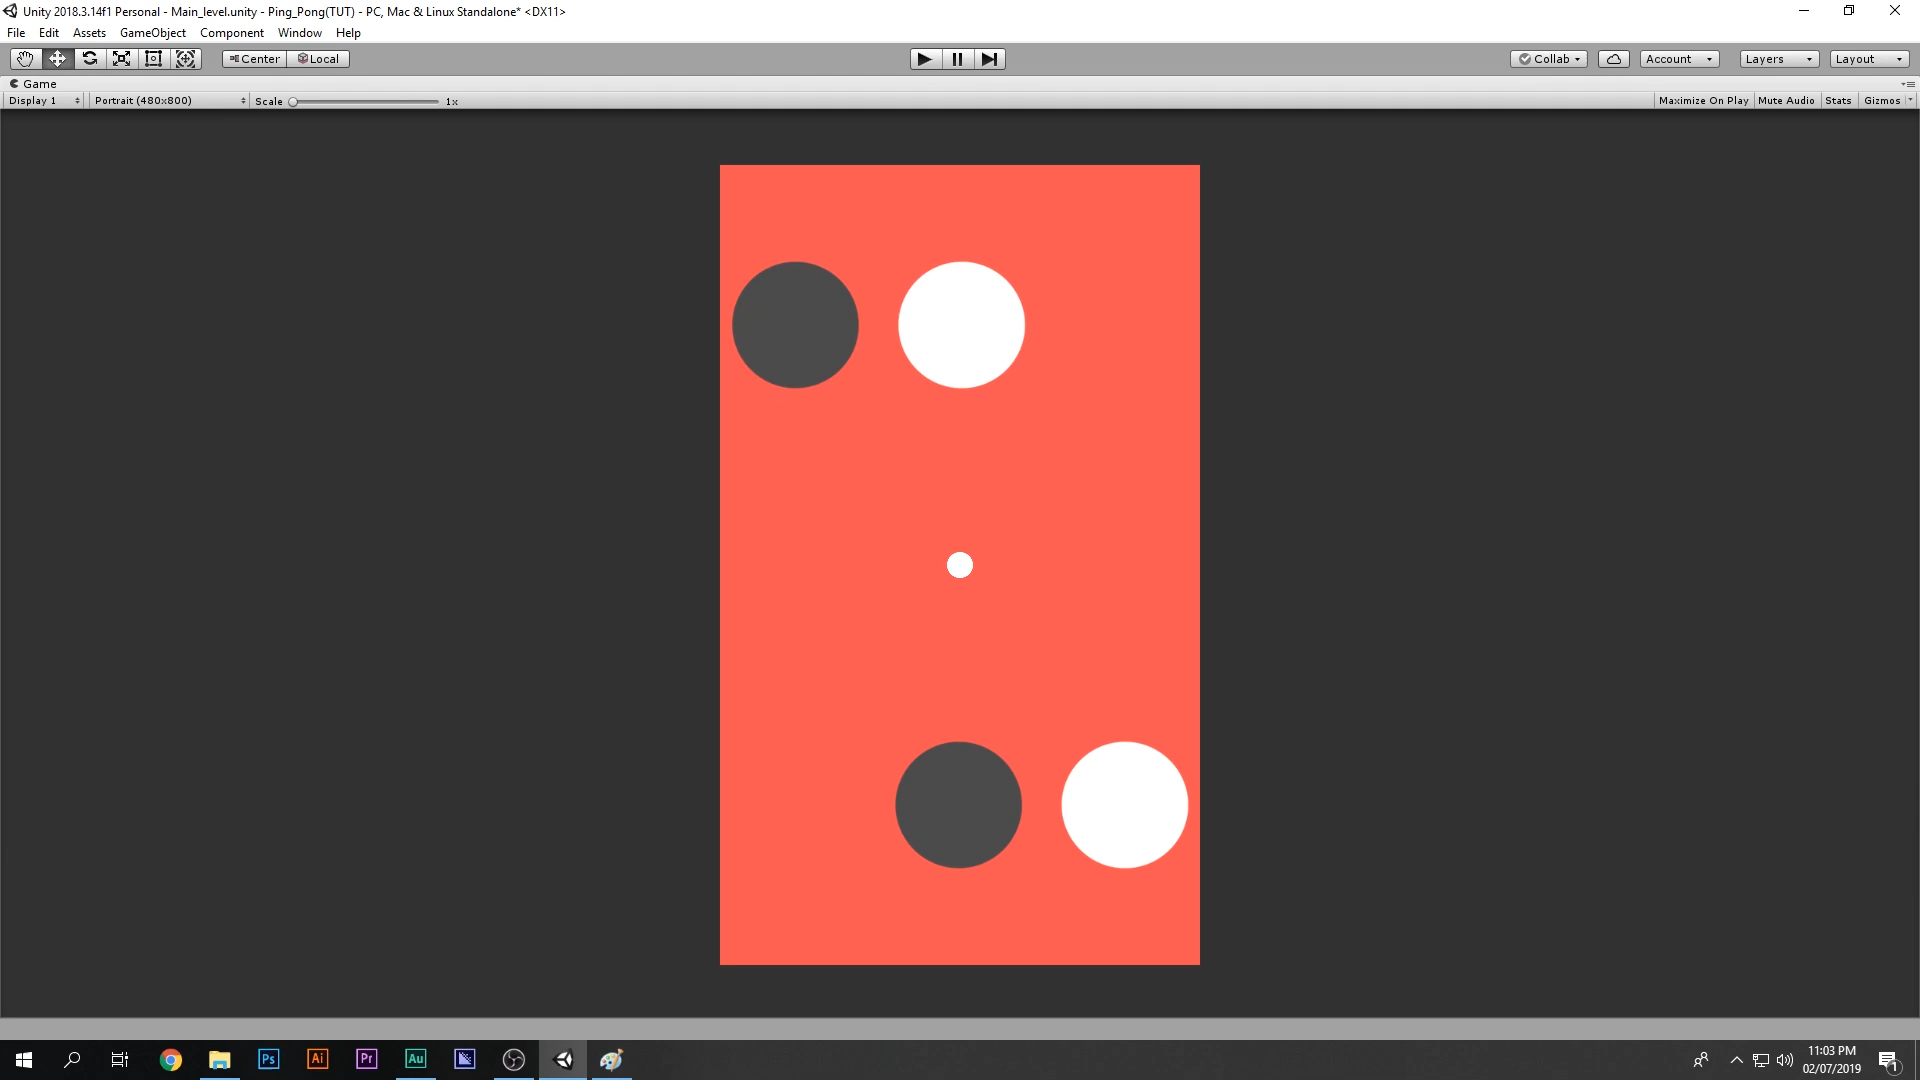 Unity 2018.3.14f1 Personal - Main_level.unity - Ping_Pong(TUT) - PC, Mac & Linux Standalone* <DX11>
File Edit Assets GameObject Component Window Help
Center Local Collab Account Layers Layout
Game
Display 1 Portrait (480x800) Scale 1x Maximize On Play Mute Audio Stats Gizmos
Ps Ai Pr Au
11:03 PM
02/07/2019
1